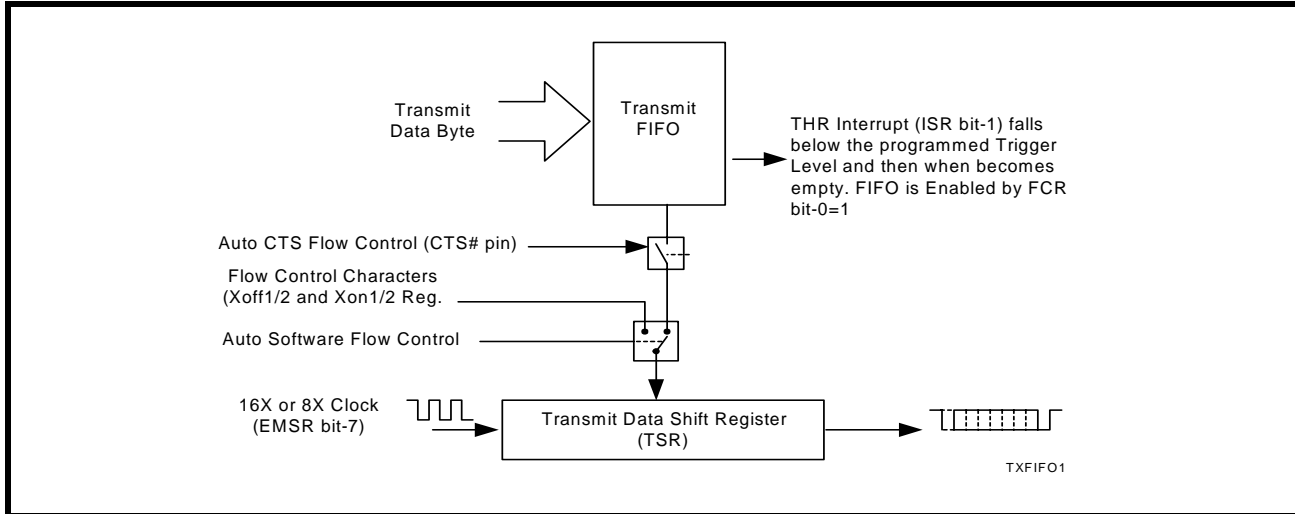 Transmit
Data Byte
Transmit
FIFO
THR Interrupt (ISR bit-1) falls
below the programmed Trigger
Level and then when becomes
empty. FIFO is Enabled by FCR
bit-0=1
Auto CTS Flow Control (CTS# pin)
Flow Control Characters
(Xoff1/2 and Xon1/2 Reg.
Auto Software Flow Control
16X or 8X Clock
(EMSR bit-7)
Transmit Data Shift Register
(TSR)
TXFIFO1